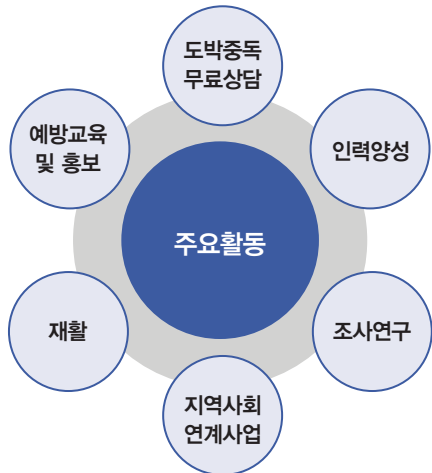 도박중독
무료상담
예방교육
및 홍보
인력양성
주요활동
재활
조사연구
지역사회
연계사업